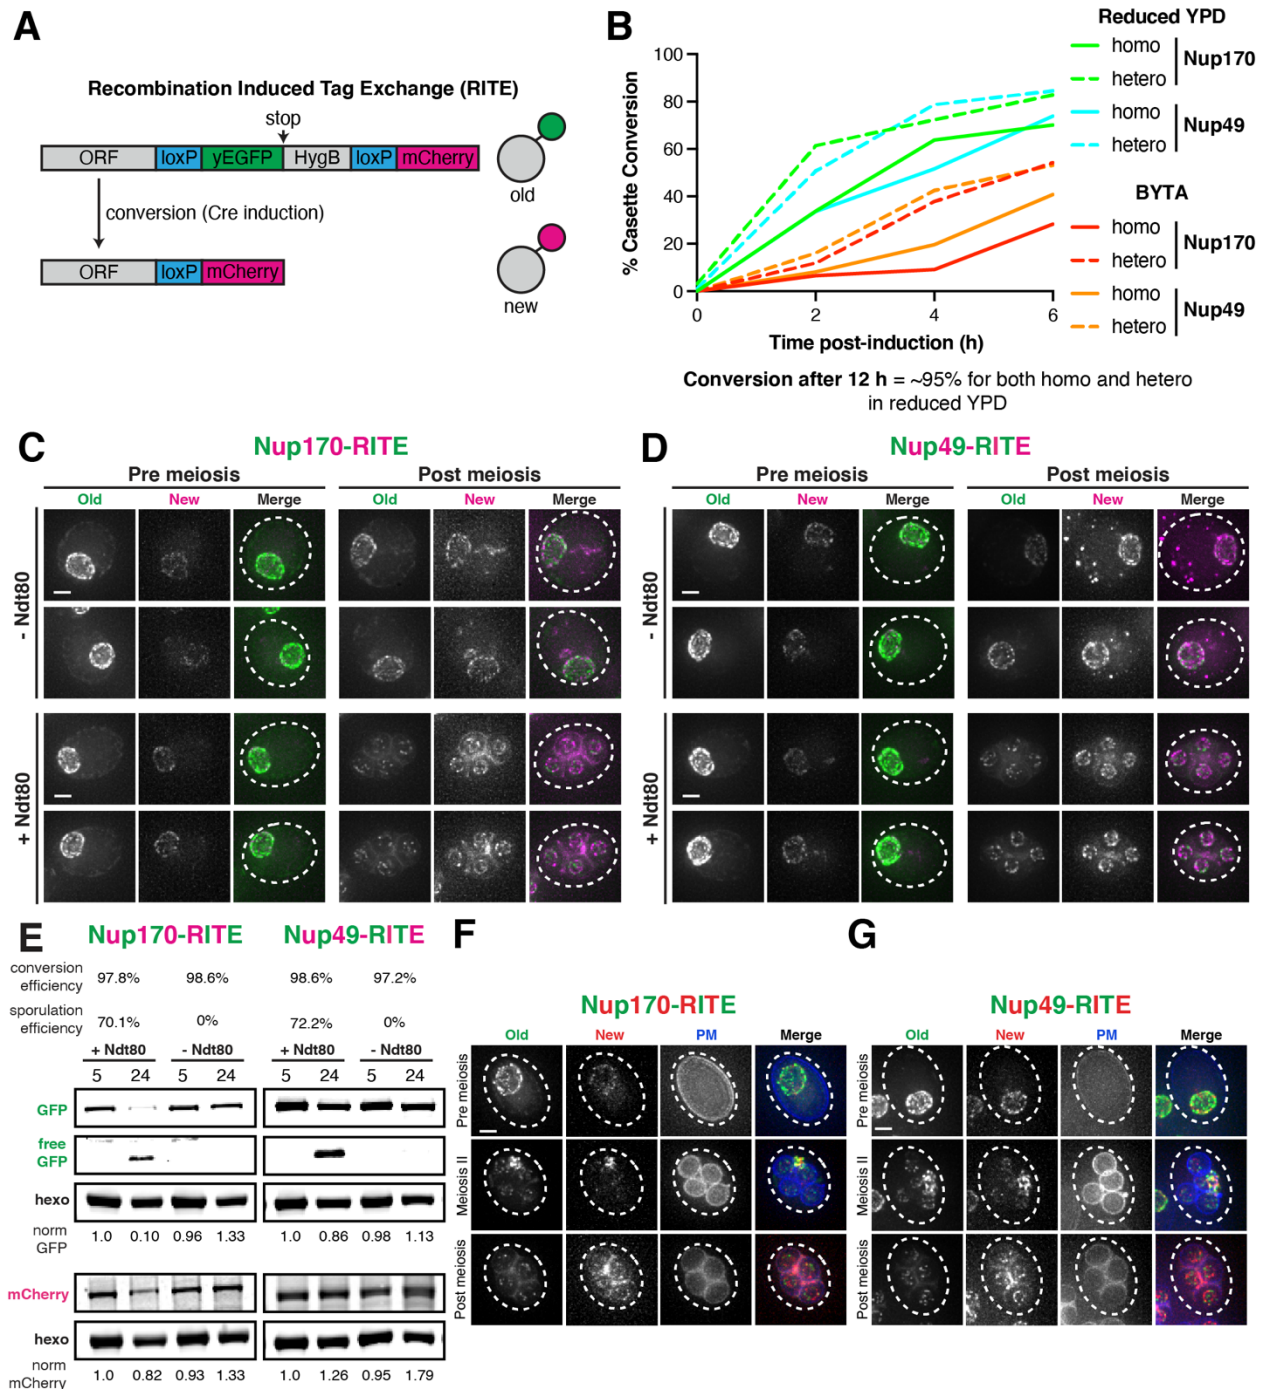 A
Recombination Induced Tag Exchange (RITE)
stop
ORF loxP yEGFP HygB loxP mCherry
old
conversion (Cre induction)
ORF loxP mCherry
new
B
% Casette Conversion
100
80
60
40
20
0
0 2 4 6
Time post-induction (h)
Conversion after 12 h = ~95% for both homo and hetero
in reduced YPD
Reduced YPD
homo
hetero
Nup170
homo
hetero
Nup49
BYTA
homo
hetero
Nup170
homo
hetero
Nup49
C
Nup170-RITE
Pre meiosis Post meiosis
Old New Merge Old New Merge
- Ndt80
+ Ndt80
D
Nup49-RITE
Pre meiosis Post meiosis
Old New Merge Old New Merge
- Ndt80
+ Ndt80
E
Nup170-RITE Nup49-RITE
conversion
efficiency
97.8% 98.6% 98.6% 97.2%
sporulation
efficiency
70.1% 0% 72.2% 0%
+ Ndt80 - Ndt80 + Ndt80 - Ndt80
5 24 5 24 5 24 5 24
GFP
free
GFP
hexo
norm
GFP
1.0 0.10 0.96 1.33 1.0 0.86 0.98 1.13
mCherry
hexo
norm
mCherry
1.0 0.82 0.93 1.33 1.0 1.26 0.95 1.79
F
Nup170-RITE
Old New PM Merge
Pre meiosis
Meiosis II
Post meiosis
G
Nup49-RITE
Old New PM Merge
Pre meiosis
Meiosis II
Post meiosis